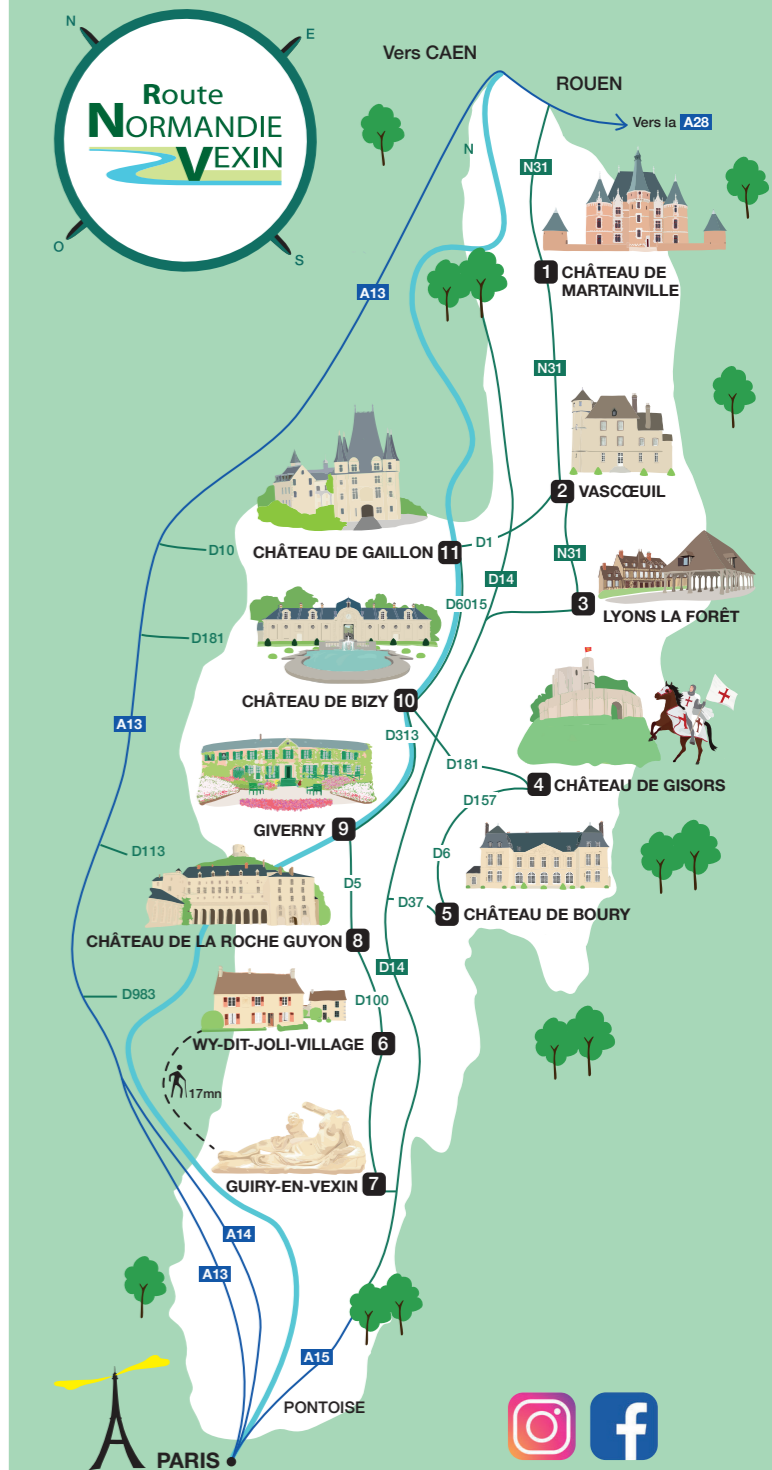 N
E
O
S
Route
NORMANDIE
VEXIN
Vers CAEN
ROUEN
Vers la A28
N
N31
1 CHÂTEAU DE
MARTAINVILLE
A13
N31
2 VASCŒUIL
D1
D10
CHÂTEAU DE GAILLON 11
N31
D14
D6015
3
LYONS LA FORÊT
D181
CHÂTEAU DE BIZY 10
A13
D313
D181
4 CHÂTEAU DE GISORS
D157
GIVERNY 9
D113
D6
D5
D37
5 CHÂTEAU DE BOURY
CHÂTEAU DE LA ROCHE GUYON 8
D14
D983
D100
WY-DIT-JOLI-VILLAGE 6
17mn
GUIRY-EN-VEXIN 7
A14
A13
A15
PONTOISE
PARIS